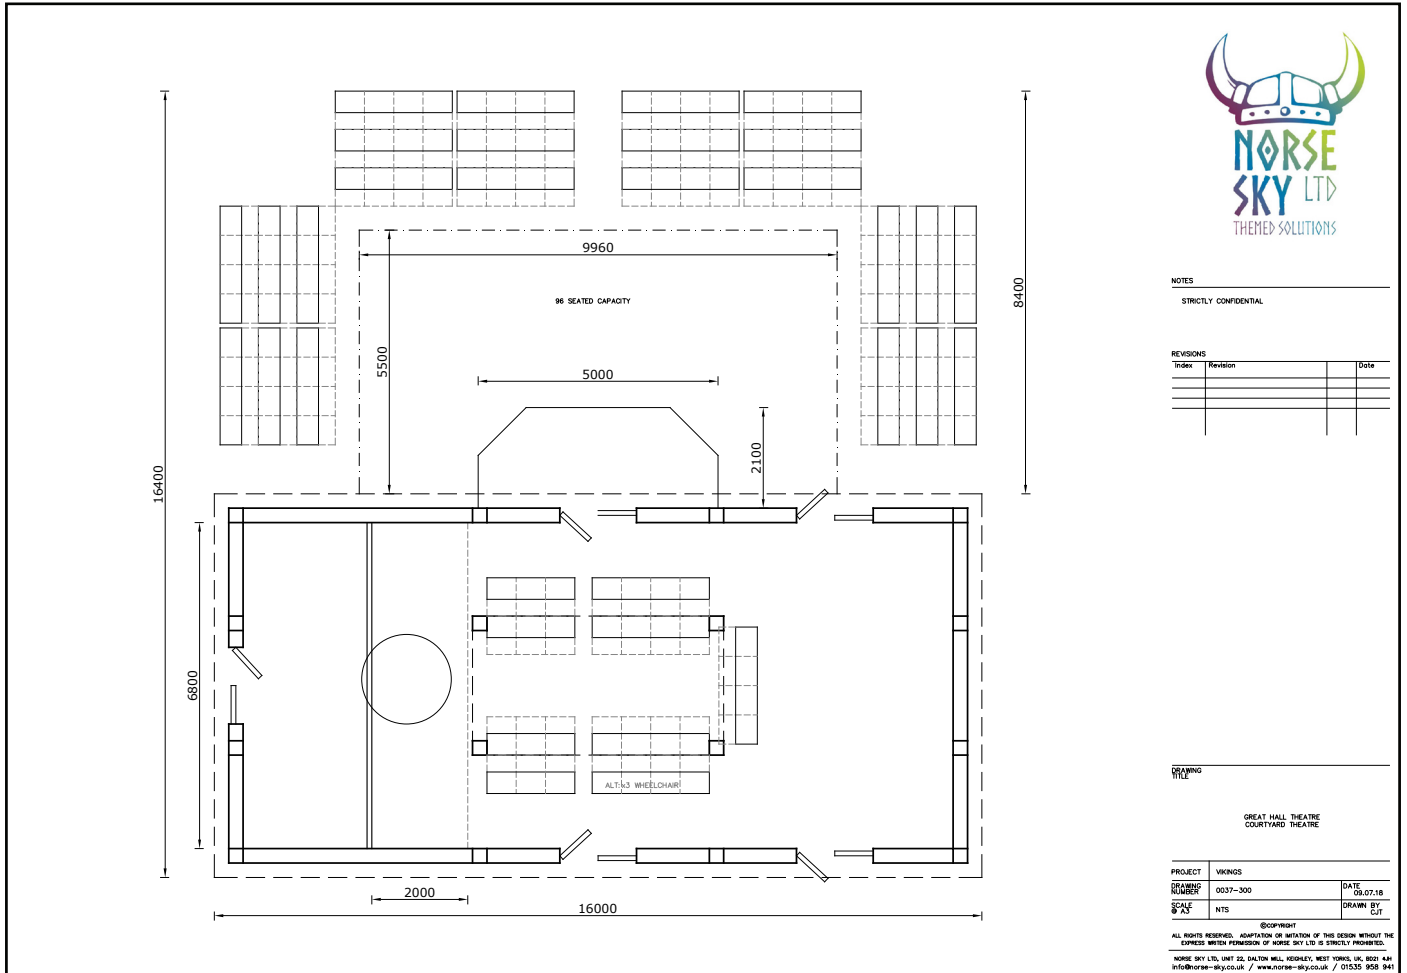 NORSE
SKY LTD
THEMED SOLUTIONS
16400
9960
96 SEATED CAPACITY
5500
5000
2100
8400
6800
ALT: x3 WHEELCHAIR
2000
16000
NOTES
STRICTLY CONFIDENTIAL
REVISIONS
Index Revision Date
DRAWING
TITLE
GREAT HALL THEATRE
COURTYARD THEATRE
PROJECT VIKINGS
DRAWING
NUMBER 0037-300 DATE
09.07.18
SCALE
@ A3 NTS DRAWN BY
CJT
©COPYRIGHT
ALL RIGHTS RESERVED. ADAPTATION OR IMITATION OF THIS DESIGN WITHOUT THE
EXPRESS WRITEN PERMISSION OF NORSE SKY LTD IS STRICTLY PROHIBITED.
NORSE SKY LTD, UNIT 22, DALTON MILL, KEIGHLEY, WEST YORKS, UK, BD21 4JH
info@norse-sky.co.uk / www.norse-sky.co.uk / 01535 958 941